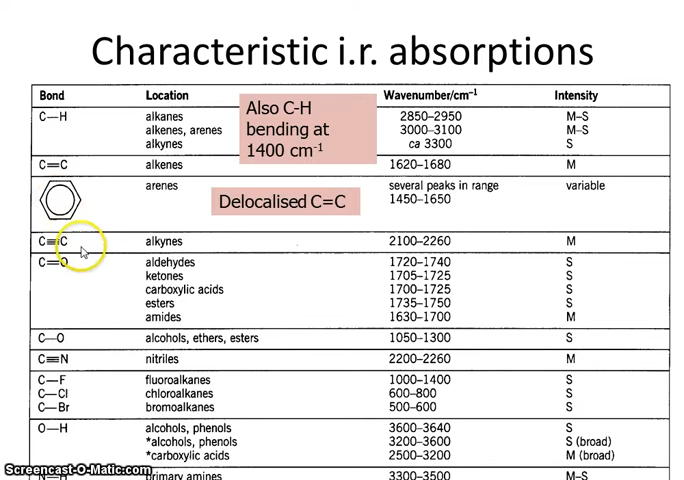 Characteristic i.r. absorptions
Bond Location Wavenumber/cm⁻¹ Intensity
C—H alkanes 2850–2950 M–S
alkenes, arenes 3000–3100 M–S
alkynes ca 3300 S
Also C-H
bending at
1400 cm⁻¹
C=C alkenes 1620–1680 M
arenes several peaks in range variable
1450–1650
Delocalised C=C
C≡C alkynes 2100–2260 M
C=O aldehydes 1720–1740 S
ketones 1705–1725 S
carboxylic acids 1700–1725 S
esters 1735–1750 S
amides 1630–1700 M
C—O alcohols, ethers, esters 1050–1300 S
C≡N nitriles 2200–2260 M
C—F fluoroalkanes 1000–1400 S
C—Cl chloroalkanes 600–800 S
C—Br bromoalkanes 500–600 S
O—H alcohols, phenols 3600–3640 S
*alcohols, phenols 3200–3600 S (broad)
*carboxylic acids 2500–3200 M (broad)
N—H primary amines 3300–3500 M–S
Screencast-O-Matic.com